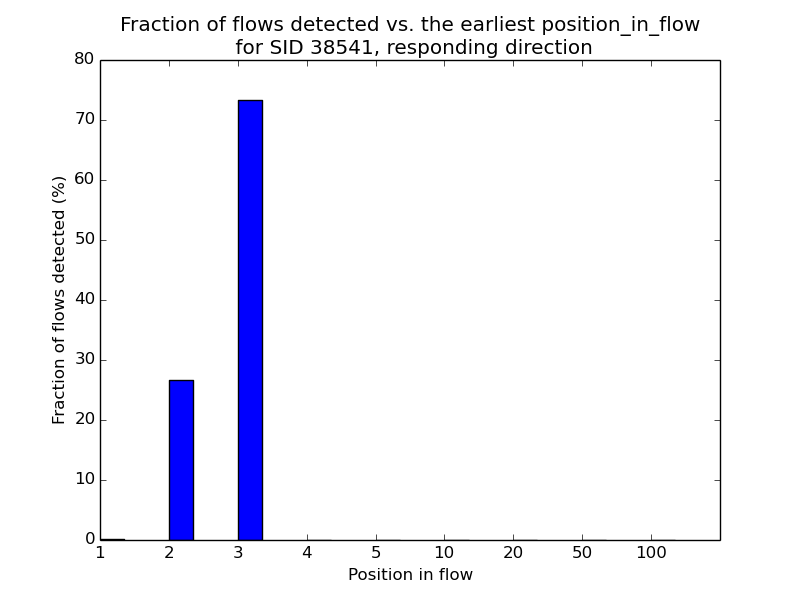 Fraction of flows detected vs. the earliest position_in_flow
for SID 38541, responding direction
80
70
60
50
40
30
20
10
0
Fraction of flows detected (%)
1 2 3 4 5 10 20 50 100
Position in flow